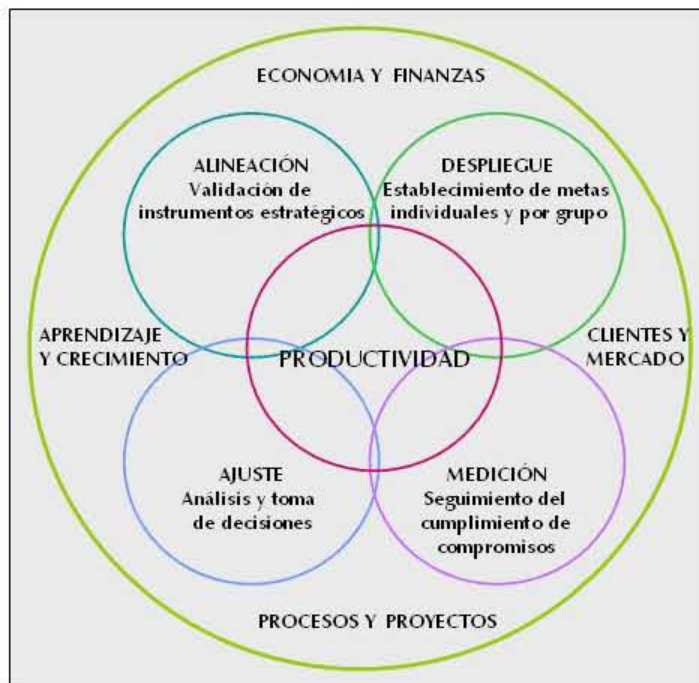 ECONOMIA Y FINANZAS
ALINEACIÓN
Validación de
instrumentos estratégicos
DESPLIEGUE
Establecimiento de metas
individuales y por grupo
APRENDIZAJE
Y CRECIMIENTO
PRODUCTIVIDAD
CLIENTES Y
MERCADO
AJUSTE
Análisis y toma
de decisiones
MEDICIÓN
Seguimiento del
cumplimiento de
compromisos
PROCESOS Y PROYECTOS